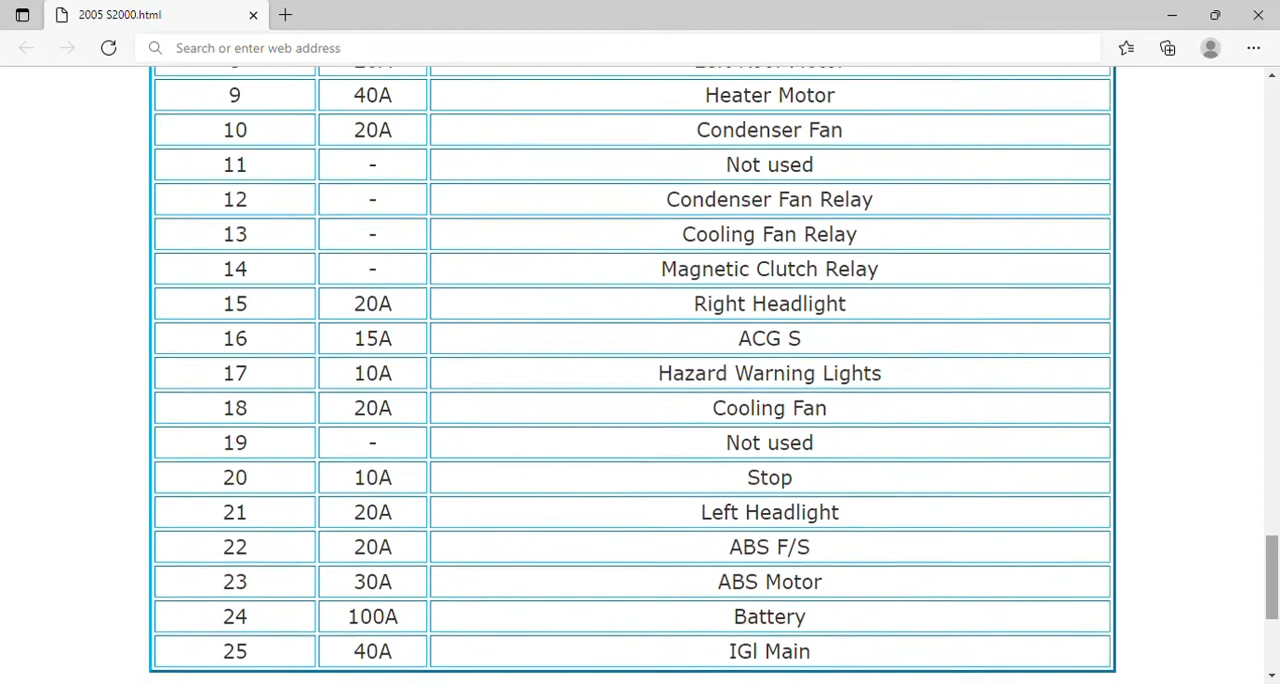 2005 S2000.html
Search or enter web address
9 40A Heater Motor
10 20A Condenser Fan
11 - Not used
12 - Condenser Fan Relay
13 - Cooling Fan Relay
14 - Magnetic Clutch Relay
15 20A Right Headlight
16 15A ACG S
17 10A Hazard Warning Lights
18 20A Cooling Fan
19 - Not used
20 10A Stop
21 20A Left Headlight
22 20A ABS F/S
23 30A ABS Motor
24 100A Battery
25 40A IGl Main